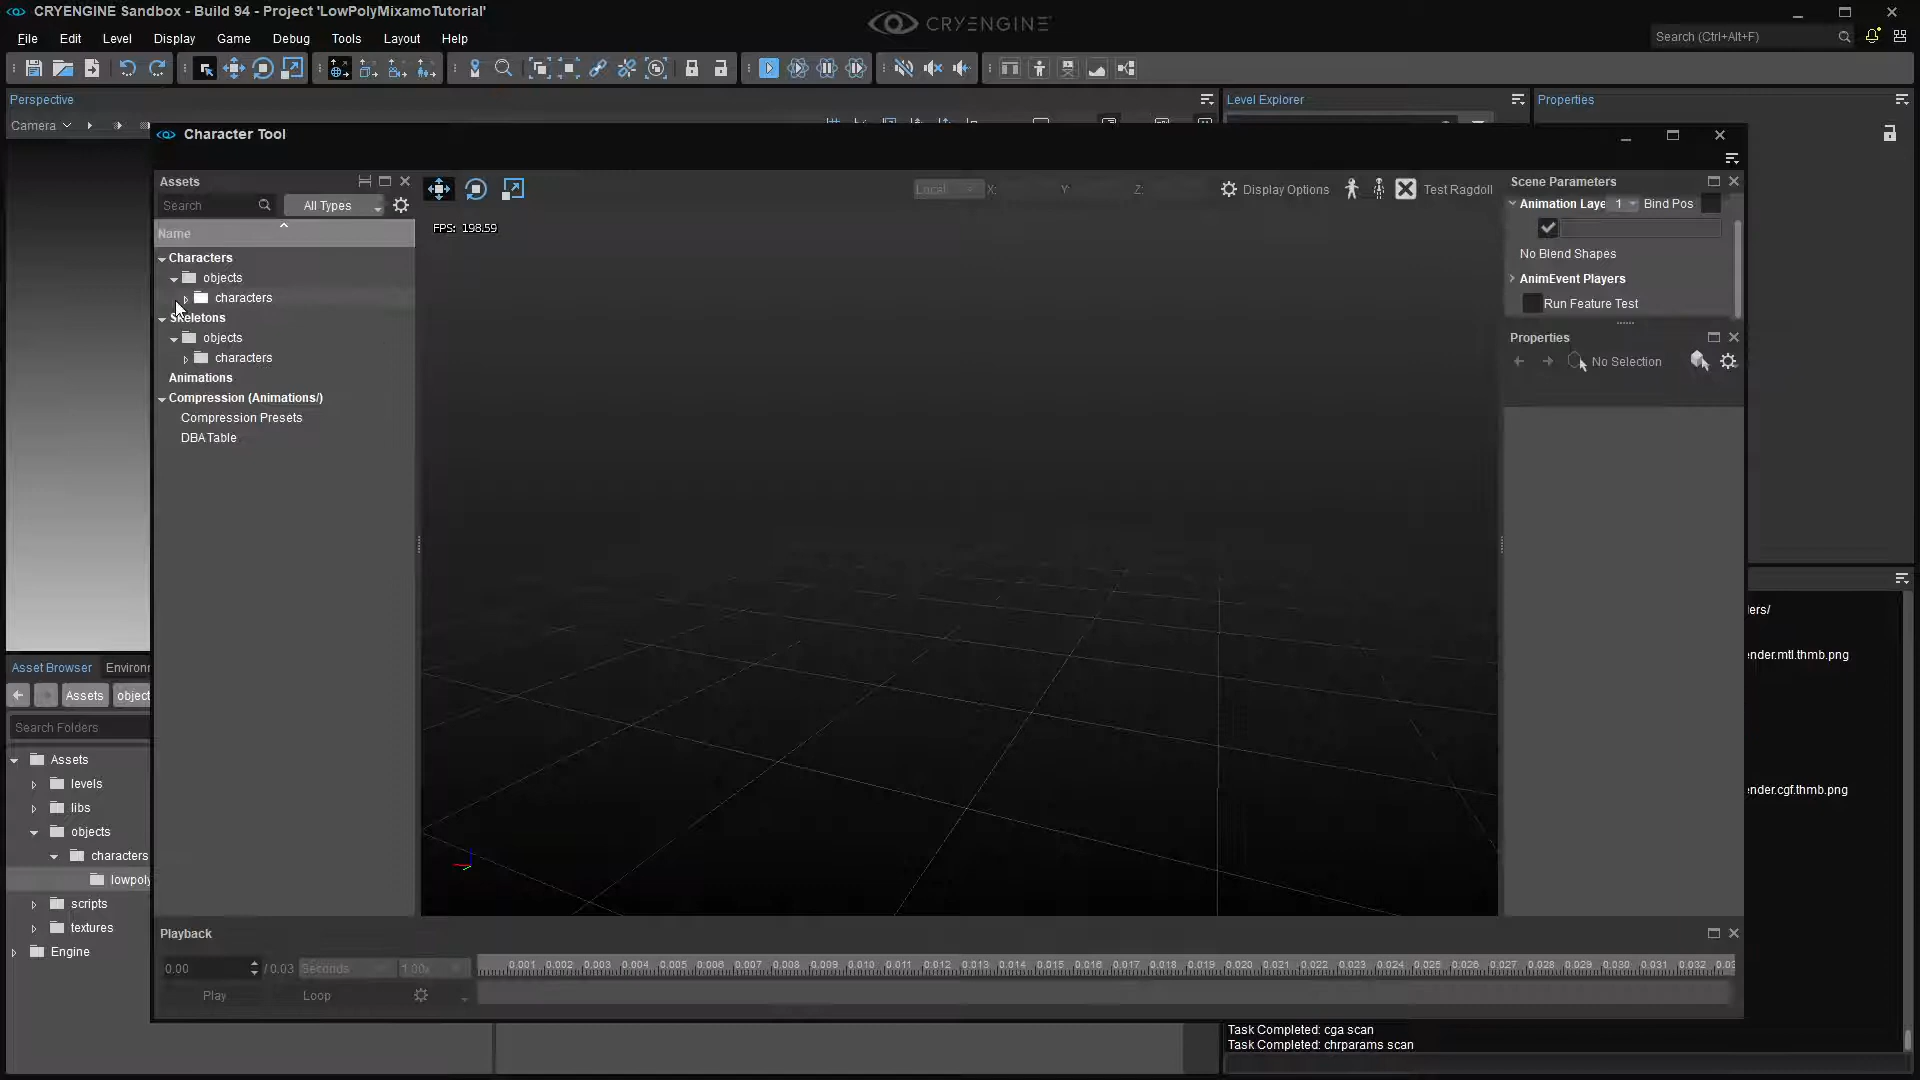 CRYENGINE Sandbox - Build 94 - Project 'LowPolyMixamoTutorial'
CRYENGINE
File Edit Level Display Game Debug Tools Layout Help
Search (Ctrl+Alt+F)
Perspective
Level Explorer
Properties
Camera
Character Tool
Assets
Search
All Types
Local
X:
Y:
Z:
Display Options
Test Ragdoll
Scene Parameters
Animation Laye 1 Bind Pos
No Blend Shapes
AnimEvent Players
Run Feature Test
Properties
No Selection
Name
FPS: 198.59
Characters
objects
characters
Skeletons
objects
characters
Animations
Compression (Animations/)
Compression Presets
DBA Table
ders/
ender.mtl.thmb.png
ender.cgf.thmb.png
Asset Browser Environ
Assets object
Search Folders
Assets
levels
libs
objects
characters
lowpoly
scripts
textures
Engine
Playback
0.00 / 0.03 Seconds 1.00x
0.001 0.002 0.003 0.004 0.005 0.006 0.007 0.008 0.009 0.010 0.011 0.012 0.013 0.014 0.015 0.016 0.017 0.018 0.019 0.020 0.021 0.022 0.023 0.024 0.025 0.026 0.027 0.028 0.029 0.030 0.031 0.032
Play Loop
Task Completed: cga scan
Task Completed: chrparams scan